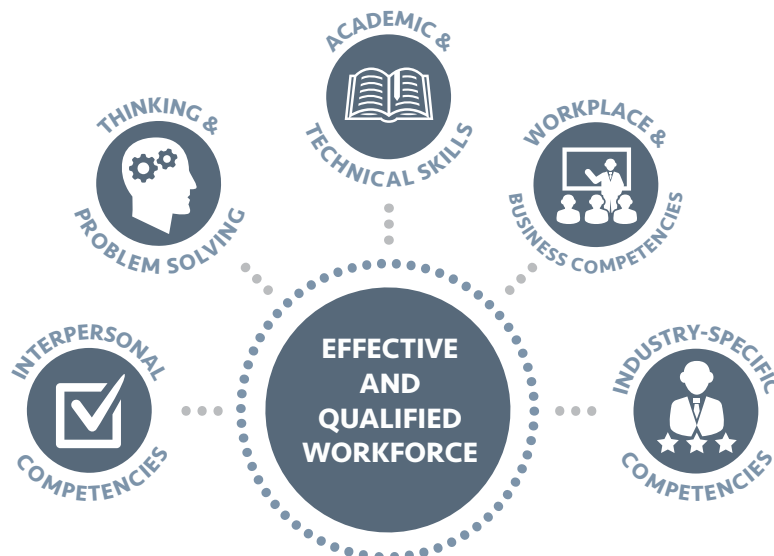 ACADEMIC &
TECHNICAL SKILLS
THINKING &
PROBLEM SOLVING
WORKPLACE &
BUSINESS COMPETENCIES
INTERPERSONAL
COMPETENCIES
EFFECTIVE
AND
QUALIFIED
WORKFORCE
INDUSTRY-SPECIFIC
COMPETENCIES